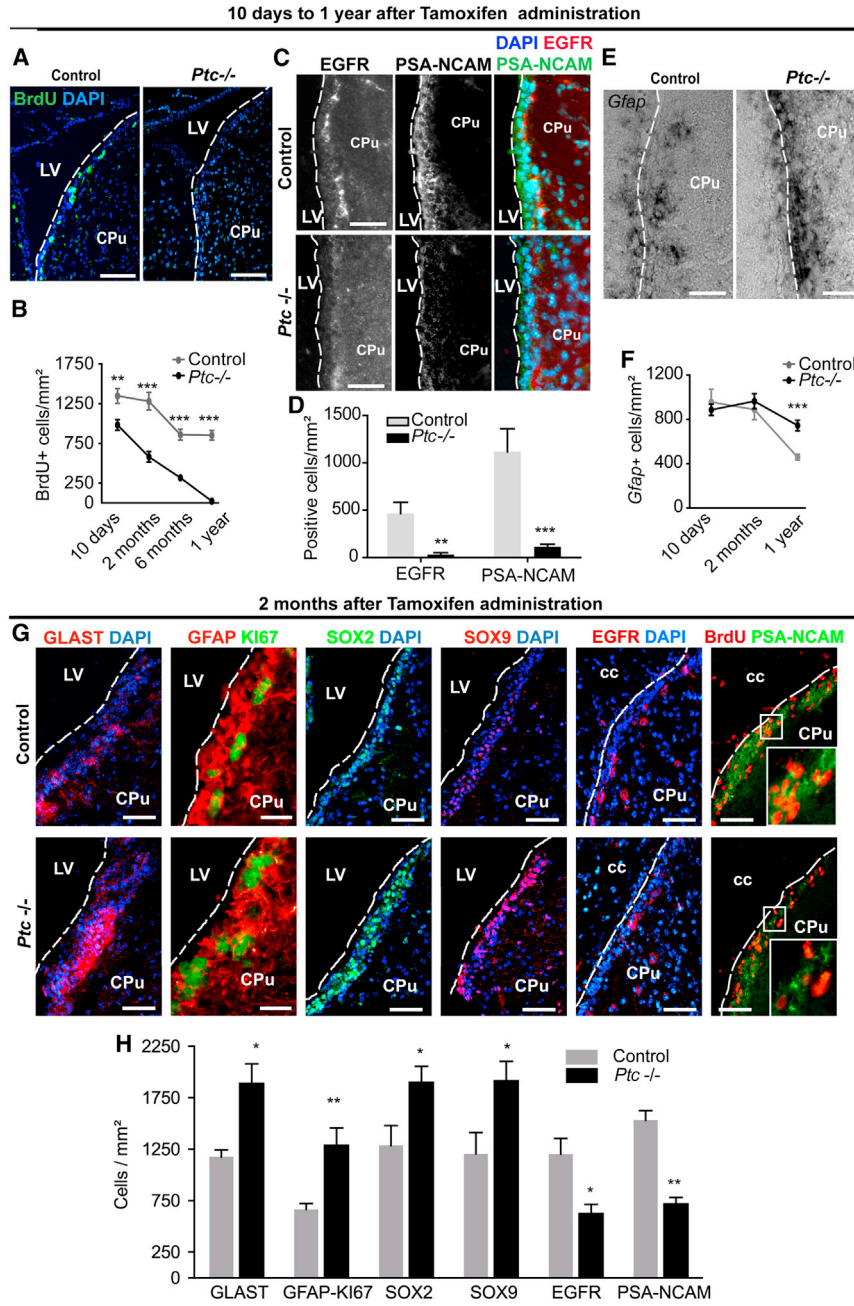 10 days to 1 year after Tamoxifen administration
A
Control
Ptc-/-
BrdU DAPI
LV
LV
CPu
CPu
B
BrdU+ cells/mm²
1750
1250
750
250
0
Control
Ptc-/-
**
***
***
***
10 days
2 months
6 months
1 year
C
DAPI EGFR
EGFR
PSA-NCAM
PSA-NCAM
Control
LV
LV
CPu
LV
CPu
Ptc -/-
LV
LV
CPu
LV
CPu
D
Positive cells/mm²
1500
1000
500
0
Control
Ptc-/-
**
***
EGFR
PSA-NCAM
E
Control
Ptc-/-
Gfap
CPu
CPu
F
Gfap+ cells/mm²
1200
800
400
0
Control
Ptc-/-
***
10 days
2 months
1 year
2 months after Tamoxifen administration
G
GLAST DAPI
GFAP KI67
SOX2 DAPI
SOX9 DAPI
EGFR DAPI
BrdU PSA-NCAM
Control
LV
LV
LV
LV
cc
cc
CPu
CPu
CPu
CPu
CPu
CPu
Ptc -/-
LV
LV
LV
LV
cc
cc
CPu
CPu
CPu
CPu
CPu
CPu
H
Cells / mm²
2250
1750
1250
750
250
0
Control
Ptc -/-
*
**
*
*
*
**
GLAST
GFAP-KI67
SOX2
SOX9
EGFR
PSA-NCAM